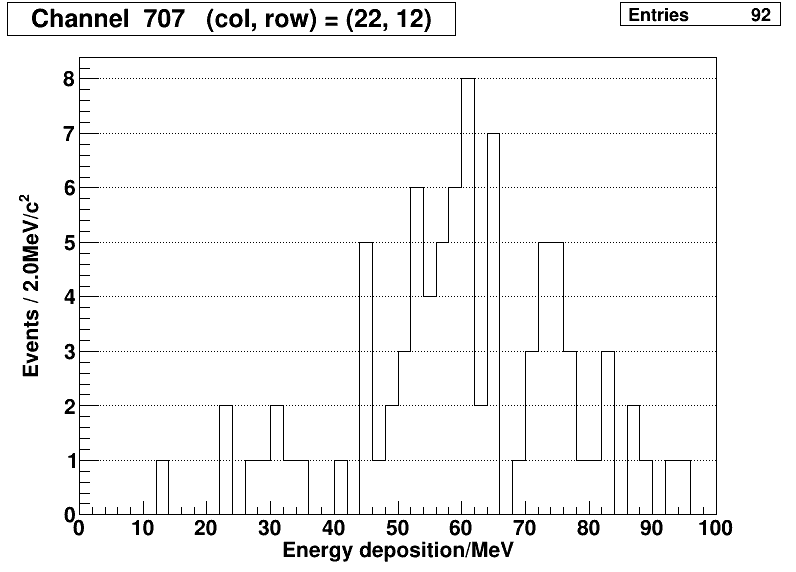 Channel 707 (col, row) = (22, 12)
Entries 92
Events / 2.0MeV/c²
8
7
6
5
4
3
2
1
0
0 10 20 30 40 50 60 70 80 90 100
Energy deposition/MeV